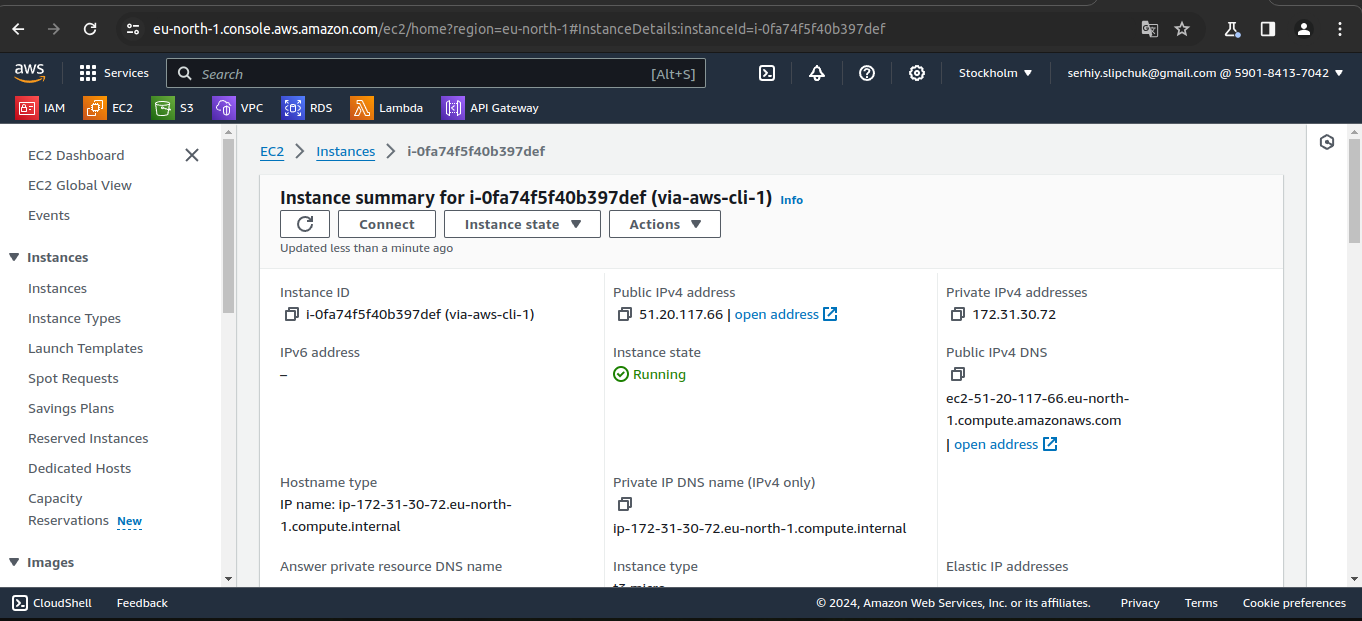 eu-north-1.console.aws.amazon.com/ec2/home?region=eu-north-1#InstanceDetails:instanceId=i-0fa74f5f40b397def
aws
Services
Search
[Alt+S]
Stockholm
serhiy.slipchuk@gmail.com @ 5901-8413-7042
IAM
EC2
S3
VPC
RDS
Lambda
API Gateway
EC2 Dashboard
EC2 Global View
Events
Instances
Instances
Instance Types
Launch Templates
Spot Requests
Savings Plans
Reserved Instances
Dedicated Hosts
Capacity
Reservations New
Images
EC2
Instances
i-0fa74f5f40b397def
Instance summary for i-0fa74f5f40b397def (via-aws-cli-1) Info
Connect
Instance state
Actions
Updated less than a minute ago
Instance ID
i-0fa74f5f40b397def (via-aws-cli-1)
Public IPv4 address
51.20.117.66 | open address
Private IPv4 addresses
172.31.30.72
IPv6 address
–
Instance state
Running
Public IPv4 DNS
ec2-51-20-117-66.eu-north-
1.compute.amazonaws.com
| open address
Hostname type
IP name: ip-172-31-30-72.eu-north-
1.compute.internal
Private IP DNS name (IPv4 only)
ip-172-31-30-72.eu-north-1.compute.internal
Answer private resource DNS name
Instance type
t3.micro
Elastic IP addresses
CloudShell
Feedback
© 2024, Amazon Web Services, Inc. or its affiliates.
Privacy
Terms
Cookie preferences